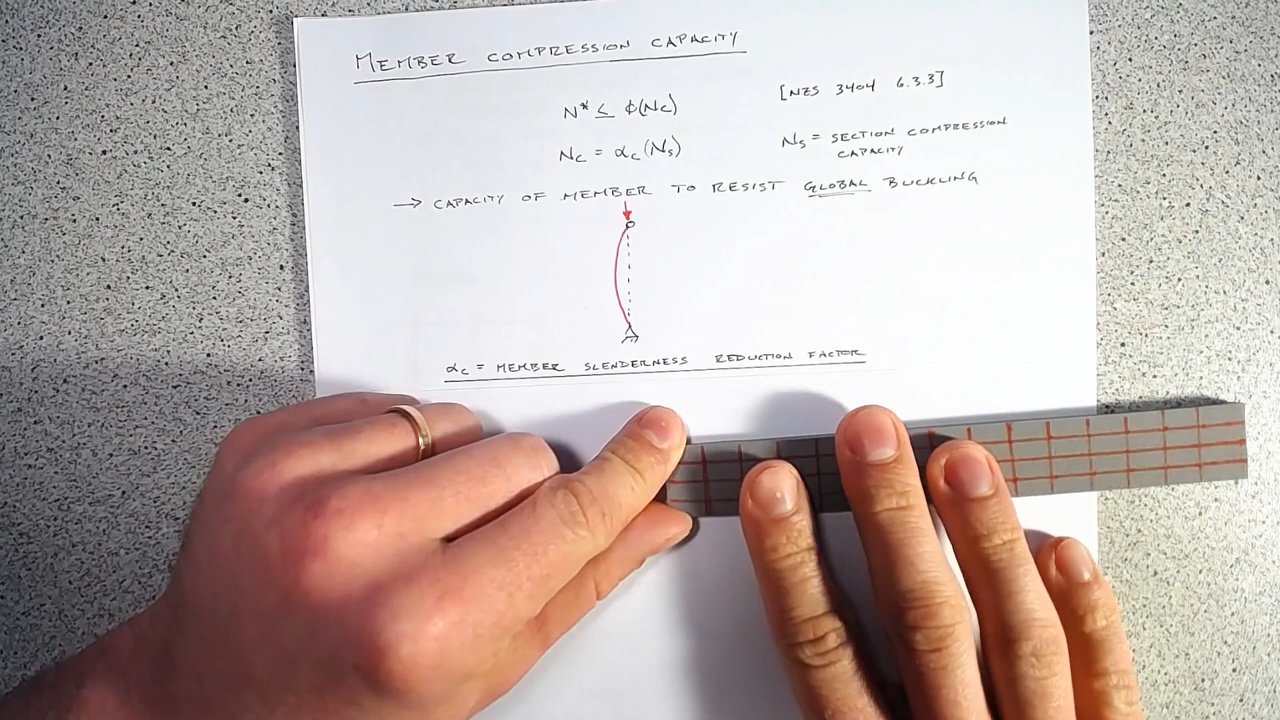 MEMBER COMPRESSION CAPACITY
N* ≤ ϕ(Nc)
[NZS 3404 6.3.3]
Nc = αc(Ns)
Ns = SECTION COMPRESSION
CAPACITY
→ CAPACITY OF MEMBER TO RESIST GLOBAL BUCKLING
αc = MEMBER SLENDERNESS REDUCTION FACTOR